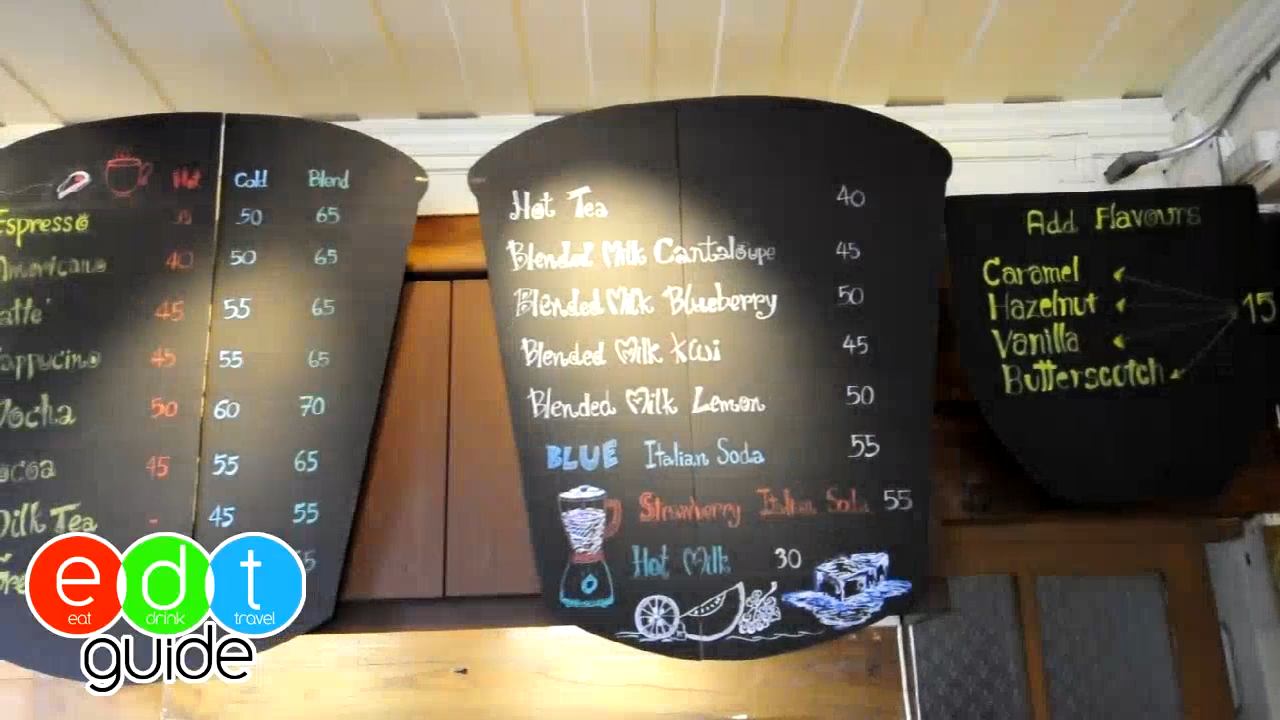 Hot Cold Blend
Espresso 50 65
Americano 40 50 65
Latte' 45 55 65
Cappucino 45 55 65
Mocha 50 60 70
Cocoa 45 55 65
Milk Tea - 45 55
Hot Tea 40
Blended Milk Cantaloupe 45
Blended Milk Blueberry 50
Blended Milk Kiwi 45
Blended Milk Lemon 50
BLUE Italian Soda 55
Strawberry Italian Soda 55
Hot Milk 30
Add Flavours
Caramel
Hazelnut 15
Vanilla
Butterscotch
edt
eat drink travel
guide